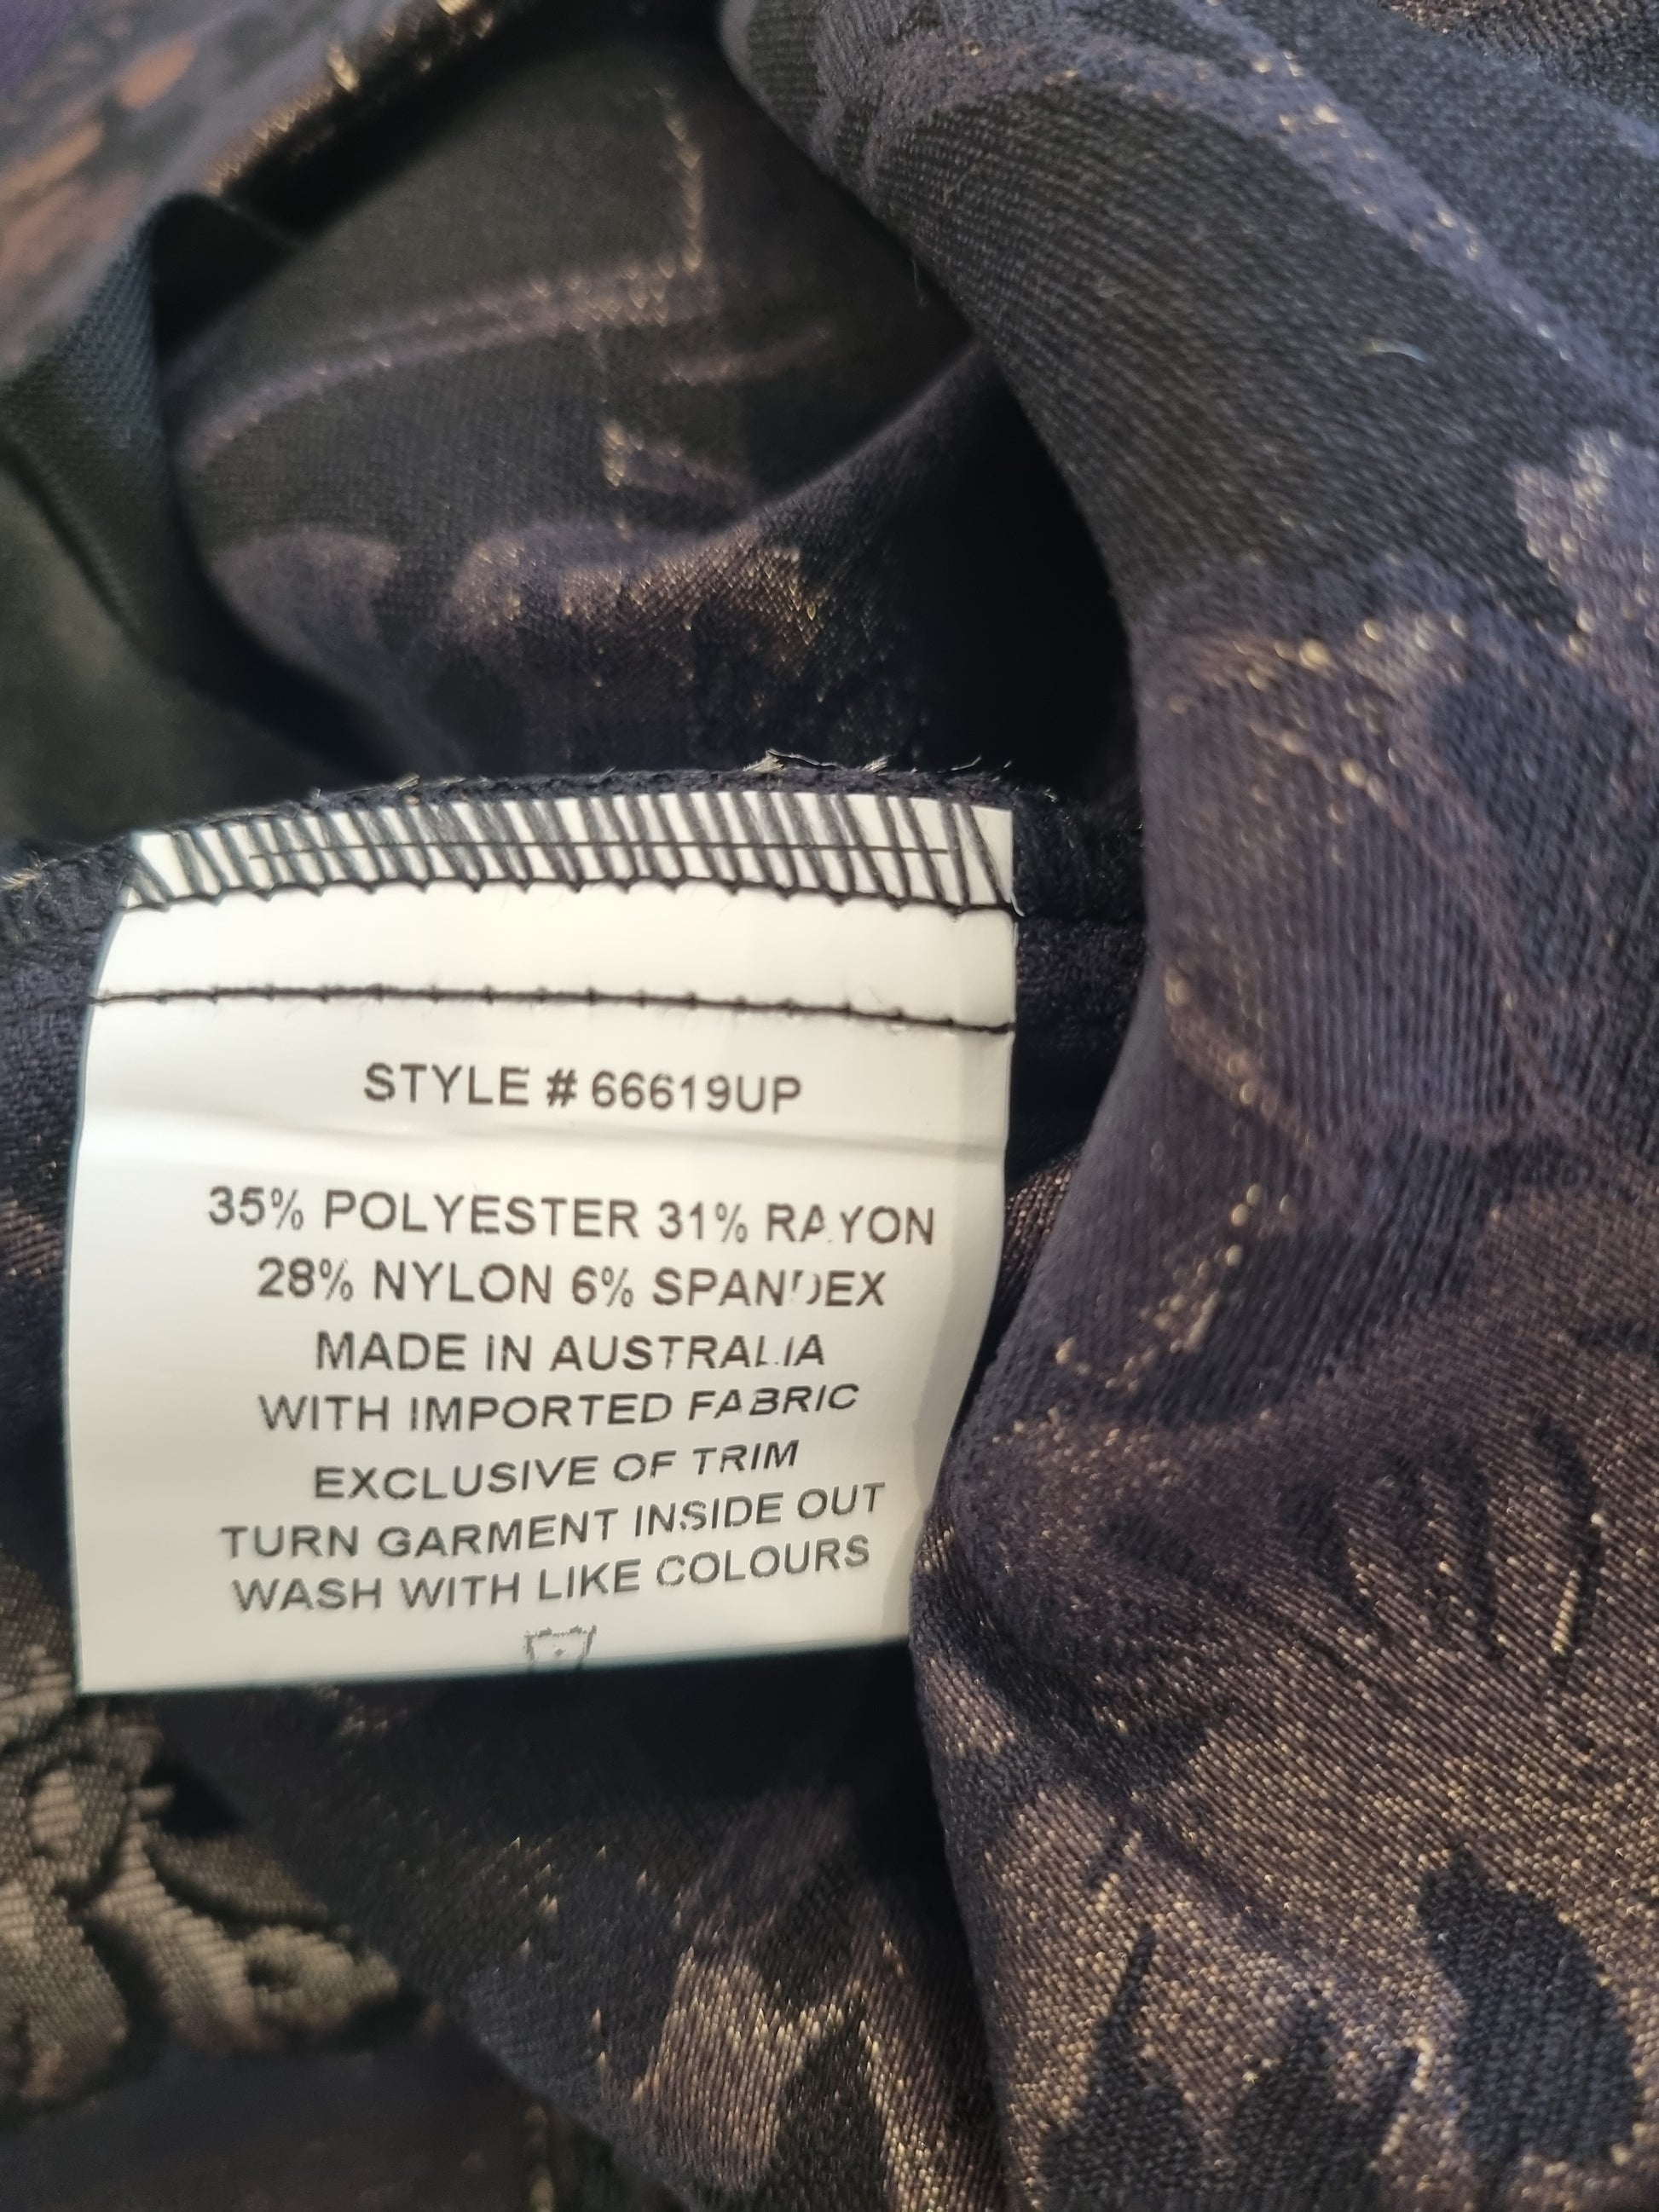 STYLE # 66619UP
35% POLYESTER 31% RAYON
28% NYLON 6% SPANDEX
MADE IN AUSTRALIA
WITH IMPORTED FABRIC
EXCLUSIVE OF TRIM
TURN GARMENT INSIDE OUT
WASH WITH LIKE COLOURS